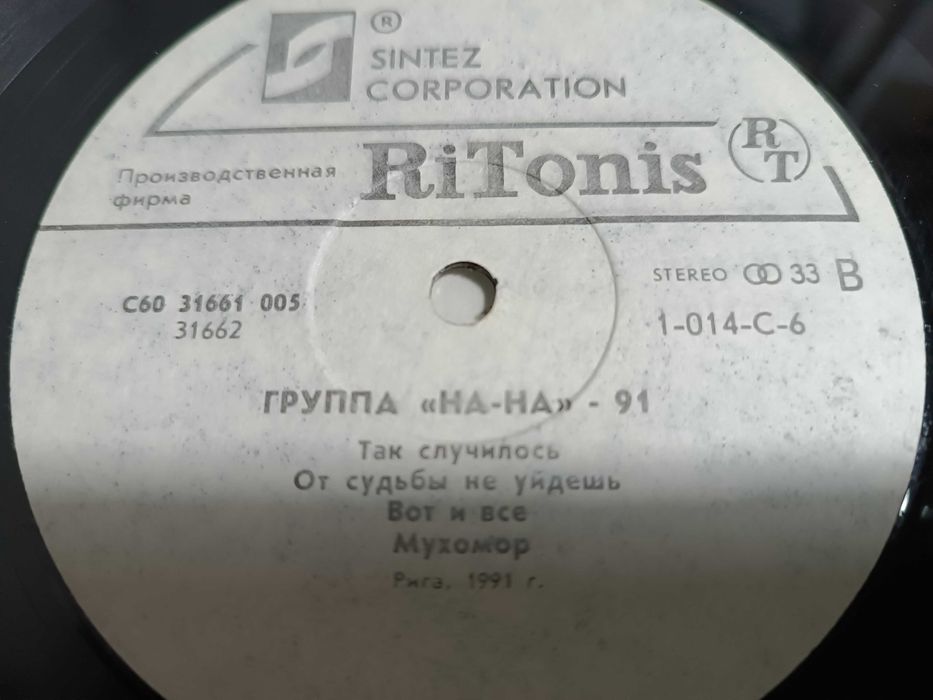 ®
SINTEZ
CORPORATION
Производственная
фирма
RiTonis
RT
STEREO 33 B
С60 31661 005
31662
1-014-С-6
ГРУППА «НА-НА» - 91
Так случилось
От судьбы не уйдешь
Вот и все
Мухомор
Рига, 1991 г.